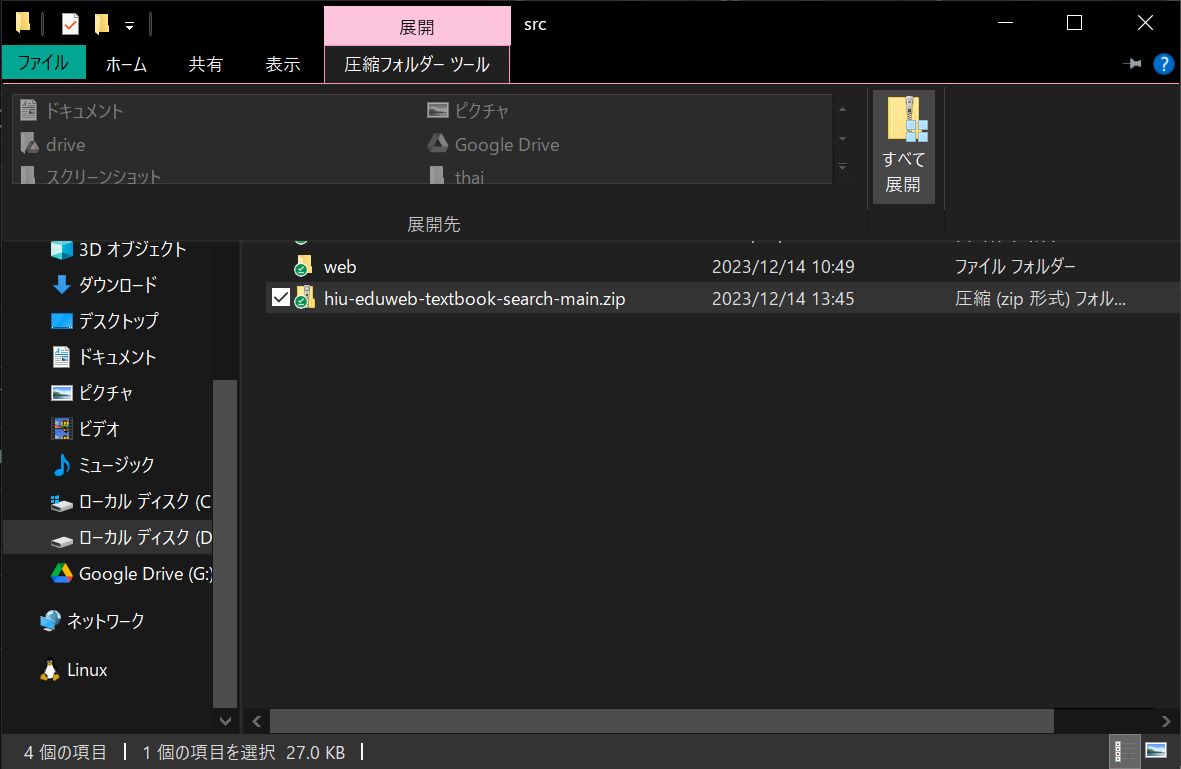 展開
src
ファイル
ホーム
共有
表示
圧縮フォルダー ツール
?
ドキュメント
ピクチャ
drive
Google Drive
スクリーンショット
thai
すべて
展開
展開先
3D オブジェクト
ダウンロード
デスクトップ
ドキュメント
ピクチャ
ビデオ
ミュージック
ローカル ディスク (C
ローカル ディスク (D
Google Drive (G:)
ネットワーク
Linux
web 2023/12/14 10:49 ファイル フォルダー
hiu-eduweb-textbook-search-main.zip 2023/12/14 13:45 圧縮 (zip 形式) フォル...
4 個の項目
1 個の項目を選択 27.0 KB